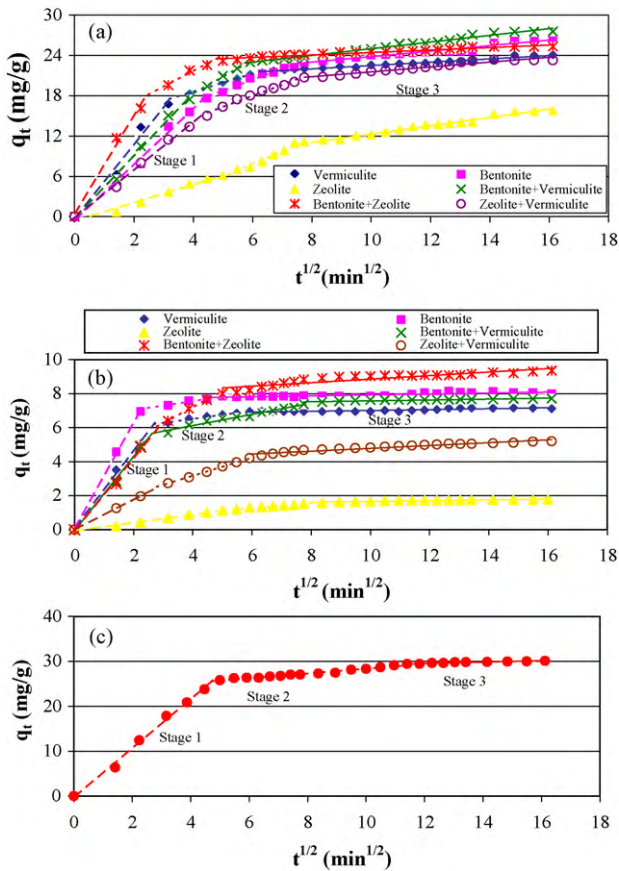 (a)
30
24
18
12
6
0
q_t (mg/g)
Stage 1
Stage 2
Stage 3
Vermiculite Bentonite
Zeolite Bentonite+Vermiculite
Bentonite+Zeolite Zeolite+Vermiculite
0 2 4 6 8 10 12 14 16 18
t^1/2 (min^1/2)
Vermiculite Bentonite
Zeolite Bentonite+Vermiculite
Bentonite+Zeolite Zeolite+Vermiculite
(b)
10
8
6
4
2
0
q_t (mg/g)
Stage 1
Stage 2
Stage 3
0 2 4 6 8 10 12 14 16 18
t^1/2 (min^1/2)
(c)
40
30
20
10
0
q_t (mg/g)
Stage 1
Stage 2
Stage 3
0 2 4 6 8 10 12 14 16 18
t^1/2 (min^1/2)